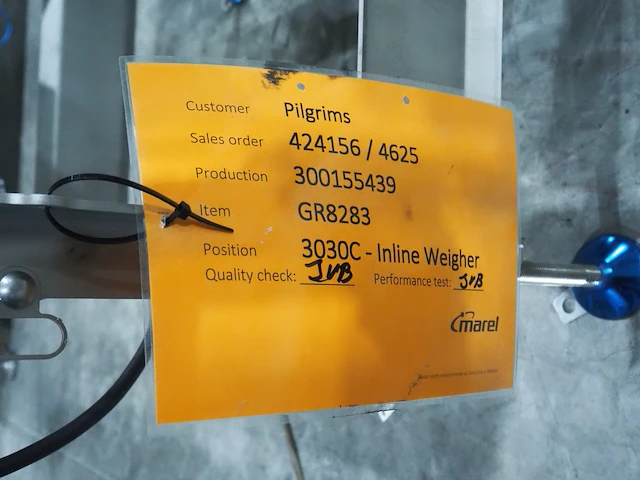 Customer Pilgrims
Sales order 424156 / 4625
Production 300155439
Item GR8283
Position 3030C - Inline Weigher
Quality check: JvB Performance test: JvB
marel